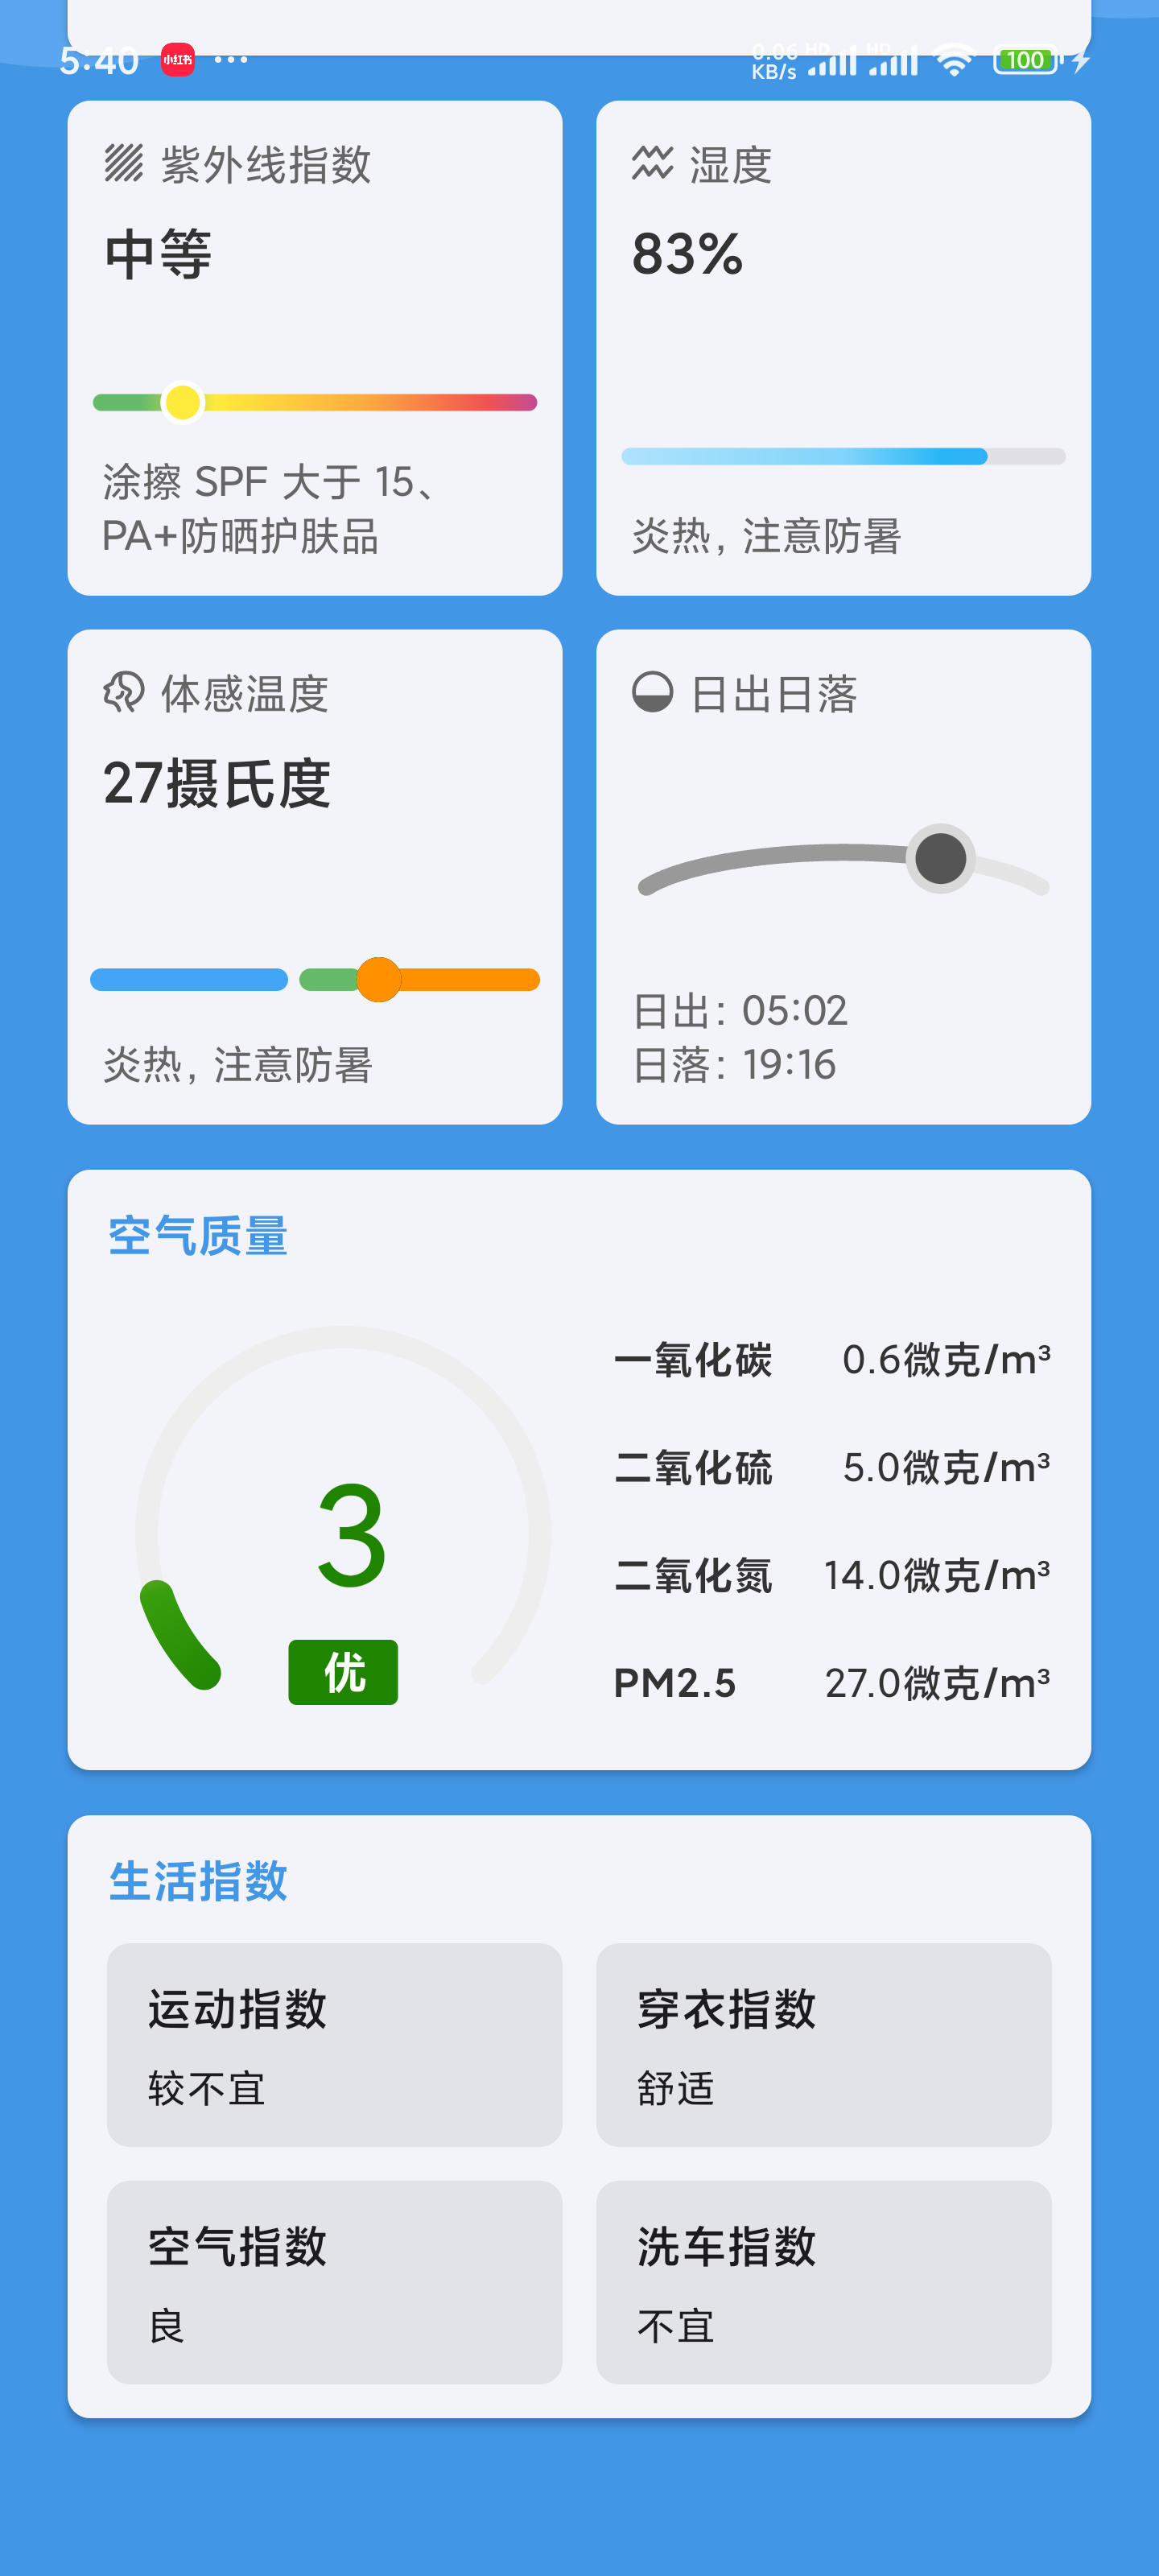 5:40 小红书 ... 0.06 KB/s HD HD 100
紫外线指数
中等
涂擦 SPF 大于 15、
PA+防晒护肤品
湿度
83%
炎热，注意防暑
体感温度
27摄氏度
炎热，注意防暑
日出日落
日出：05:02
日落：19:16
空气质量
3
优
一氧化碳 0.6微克/m³
二氧化硫 5.0微克/m³
二氧化氮 14.0微克/m³
PM2.5 27.0微克/m³
生活指数
运动指数
较不宜
穿衣指数
舒适
空气指数
良
洗车指数
不宜